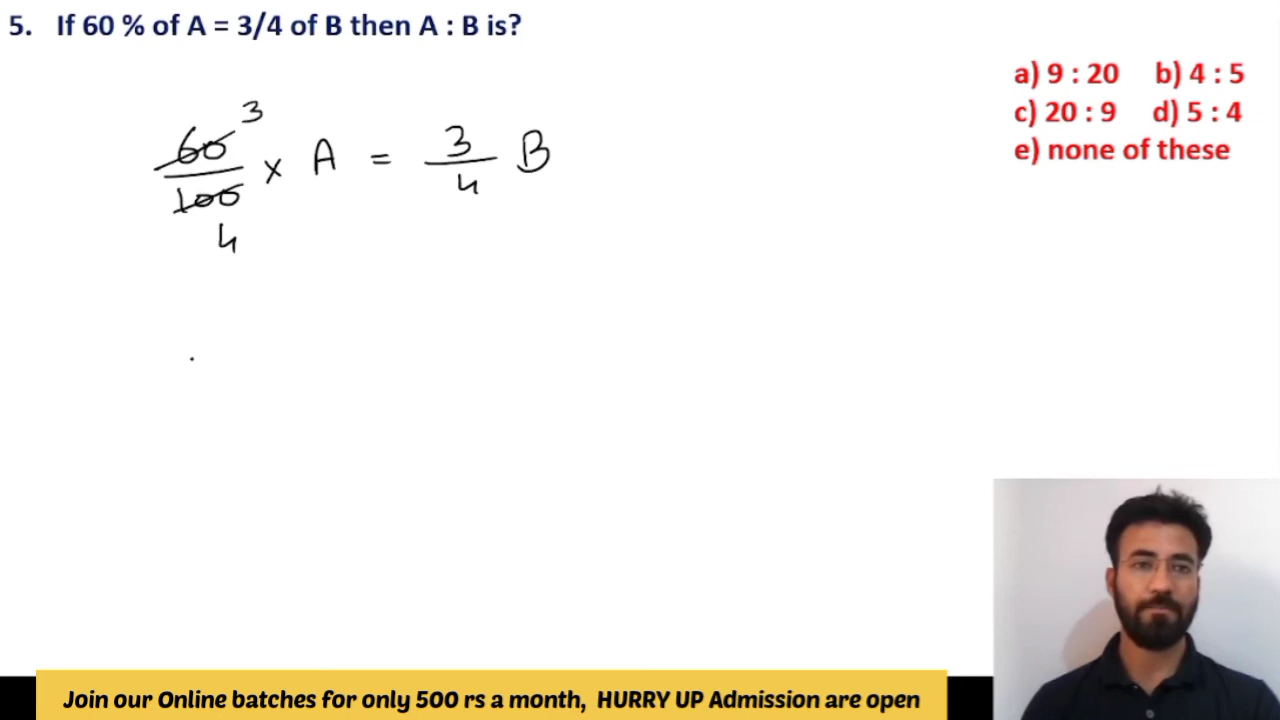 5. If 60 % of A = 3/4 of B then A : B is?
a) 9 : 20 b) 4 : 5
c) 20 : 9 d) 5 : 4
e) none of these
3
60/100 × A = 3/4 B
4
Join our Online batches for only 500 rs a month, HURRY UP Admission are open